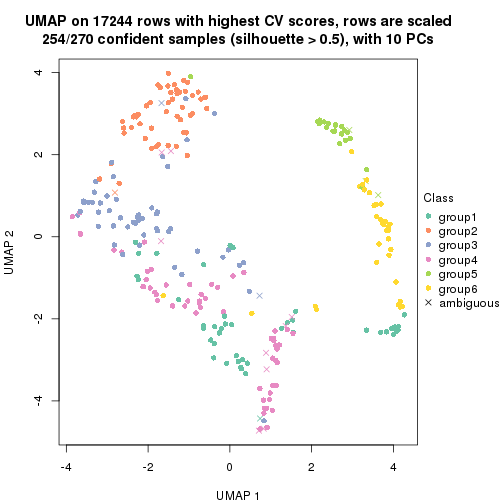 UMAP on 17244 rows with highest CV scores, rows are scaled
254/270 confident samples (silhouette > 0.5), with 10 PCs
4
2
0
-2
-4
UMAP 2
-4
-2
0
2
4
UMAP 1
Class
group1
group2
group3
group4
group5
group6
ambiguous